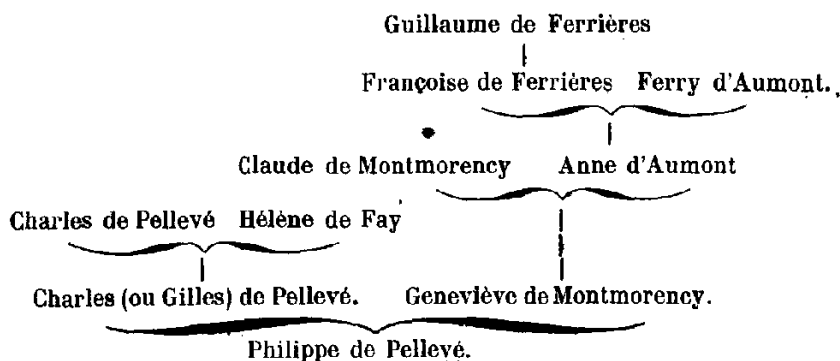 Guillaume de Ferrières
Françoise de Ferrières Ferry d'Aumont.
Claude de Montmorency Anne d'Aumont
Charles de Pellevé Hélène de Fay
Charles (ou Gilles) de Pellevé. Geneviève de Montmorency.
Philippe de Pellevé.